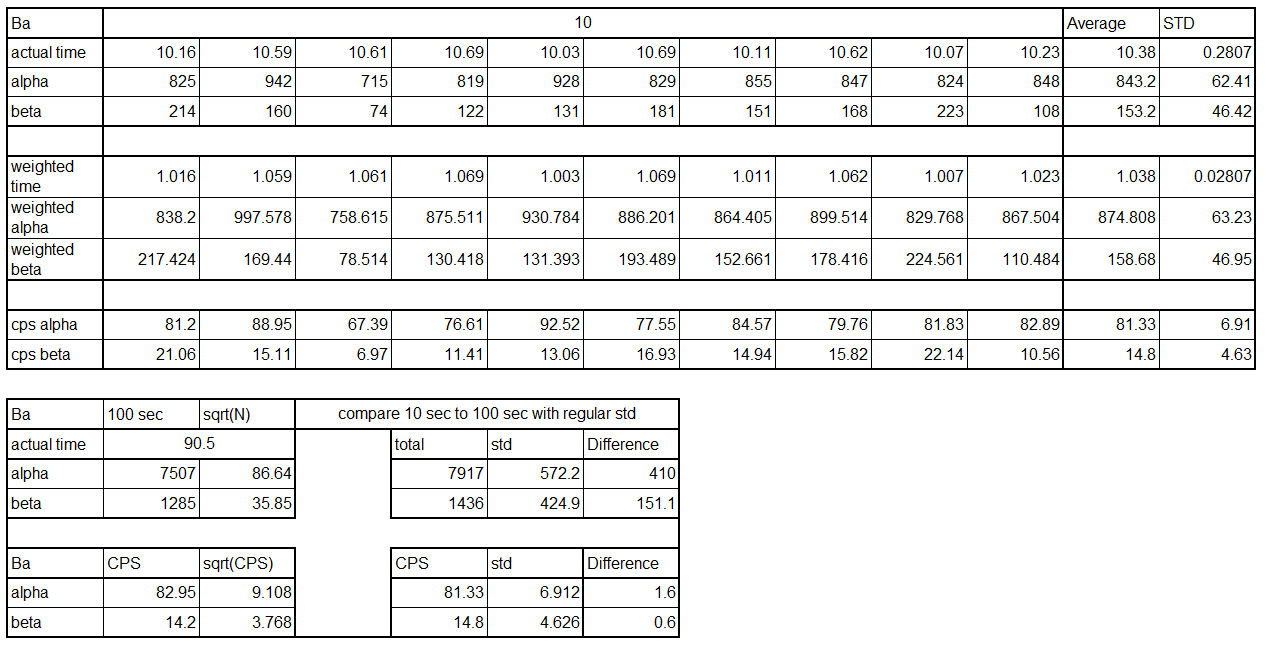 Ba 10 Average STD
actual time 10.16 10.59 10.61 10.69 10.03 10.69 10.11 10.62 10.07 10.23 10.38 0.2807
alpha 825 942 715 819 928 829 855 847 824 848 843.2 62.41
beta 214 160 74 122 131 181 151 168 223 108 153.2 46.42
weighted
time 1.016 1.059 1.061 1.069 1.003 1.069 1.011 1.062 1.007 1.023 1.038 0.02807
weighted
alpha 838.2 997.578 758.615 875.511 930.784 886.201 864.405 899.514 829.768 867.504 874.808 63.23
weighted
beta 217.424 169.44 78.514 130.418 131.393 193.489 152.661 178.416 224.561 110.484 158.68 46.95
cps alpha 81.2 88.95 67.39 76.61 92.52 77.55 84.57 79.76 81.83 82.89 81.33 6.91
cps beta 21.06 15.11 6.97 11.41 13.06 16.93 14.94 15.82 22.14 10.56 14.8 4.63
Ba 100 sec sqrt(N) compare 10 sec to 100 sec with regular std
actual time 90.5 total std Difference
alpha 7507 86.64 7917 572.2 410
beta 1285 35.85 1436 424.9 151.1
Ba CPS sqrt(CPS) CPS std Difference
alpha 82.95 9.108 81.33 6.912 1.6
beta 14.2 3.768 14.8 4.626 0.6